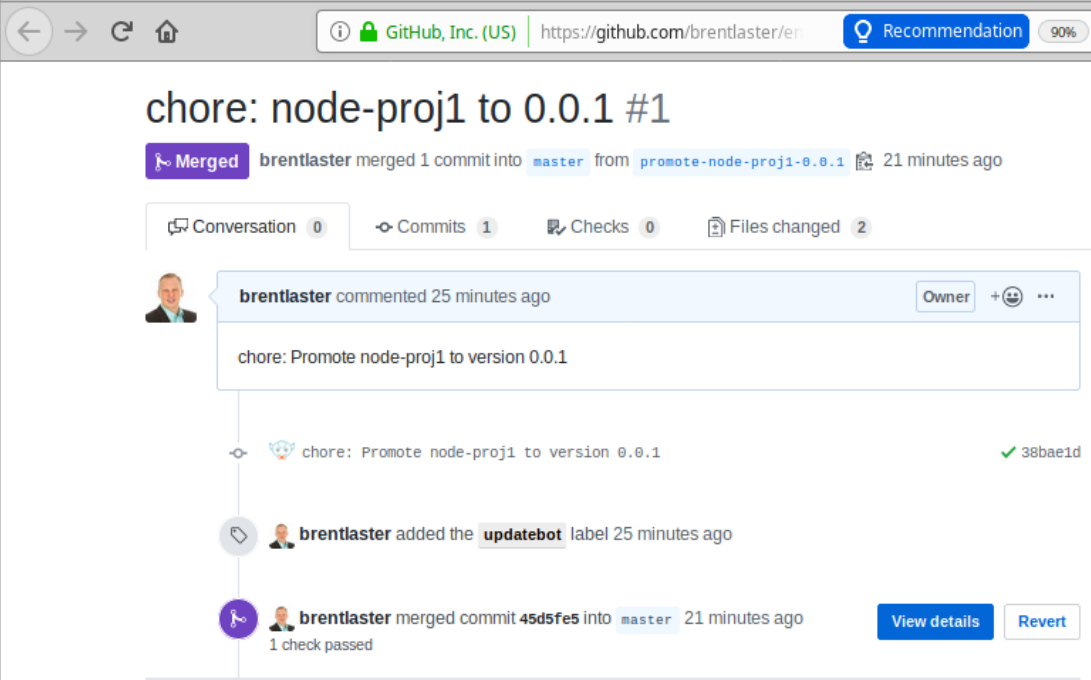 GitHub, Inc. (US) https://github.com/brentlaster/en Recommendation 90%
chore: node-proj1 to 0.0.1 #1
Merged brentlaster merged 1 commit into master from promote-node-proj1-0.0.1 21 minutes ago
Conversation 0 Commits 1 Checks 0 Files changed 2
brentlaster commented 25 minutes ago Owner +
chore: Promote node-proj1 to version 0.0.1
chore: Promote node-proj1 to version 0.0.1 38bae1d
brentlaster added the updatebot label 25 minutes ago
brentlaster merged commit 45d5fe5 into master 21 minutes ago View details Revert
1 check passed